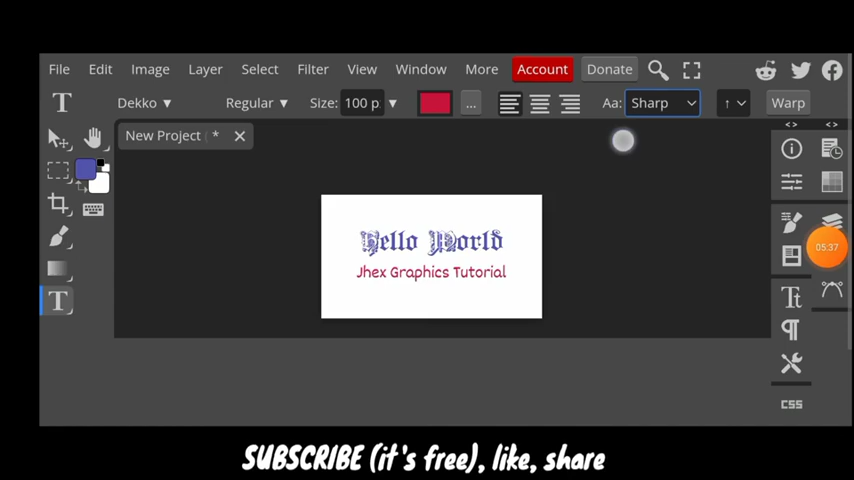 File Edit Image Layer Select Filter View Window More Account Donate
T Dekko ▼ Regular ▼ Size: 100 p ▼ ... Aa: Sharp ↑ Warp
New Project * ✕
<> <>
Hello World
Jhex Graphics Tutorial
05:37
T
Tt
CSS
SUBSCRIBE (it's free), like, share